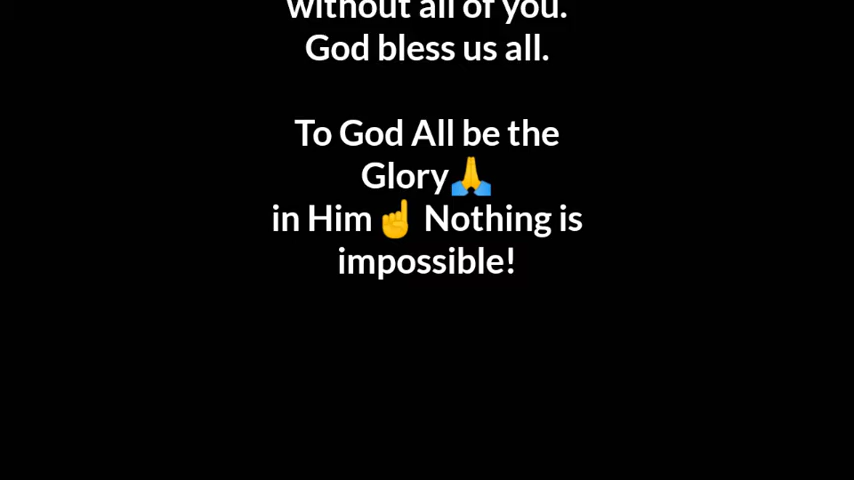 without all of you.
God bless us all.
To God All be the
Glory🙏
in Him☝ Nothing is
impossible!